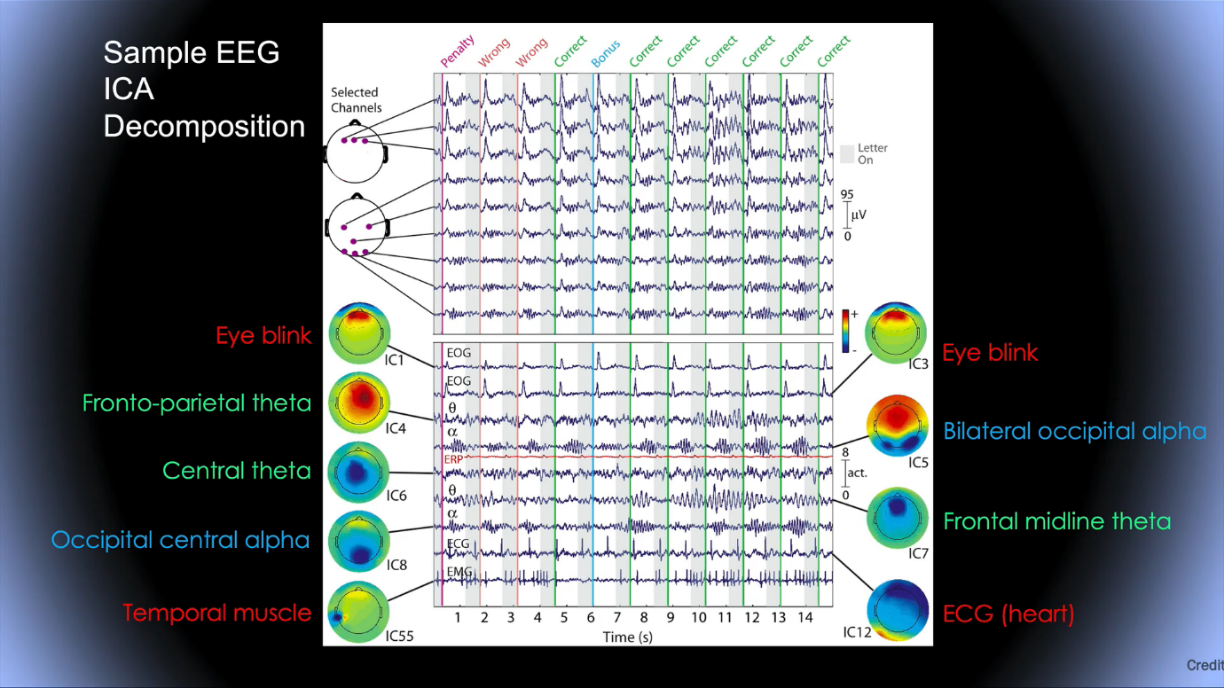 Sample EEG
ICA
Decomposition
Penalty
Wrong
Wrong
Correct
Bonus
Correct
Correct
Correct
Correct
Correct
Correct
Selected
Channels
Letter
On
95
µV
0
+
-
Eye blink
IC1
EOG
IC3
Eye blink
EOG
Fronto-parietal theta
IC4
θ
α
IC5
Bilateral occipital alpha
ERP
8
act.
0
Central theta
IC6
θ
IC7
Frontal midline theta
α
Occipital central alpha
IC8
ECG
EMG
Temporal muscle
IC55
IC12
ECG (heart)
1 2 3 4 5 6 7 8 9 10 11 12 13 14
Time (s)
Credit